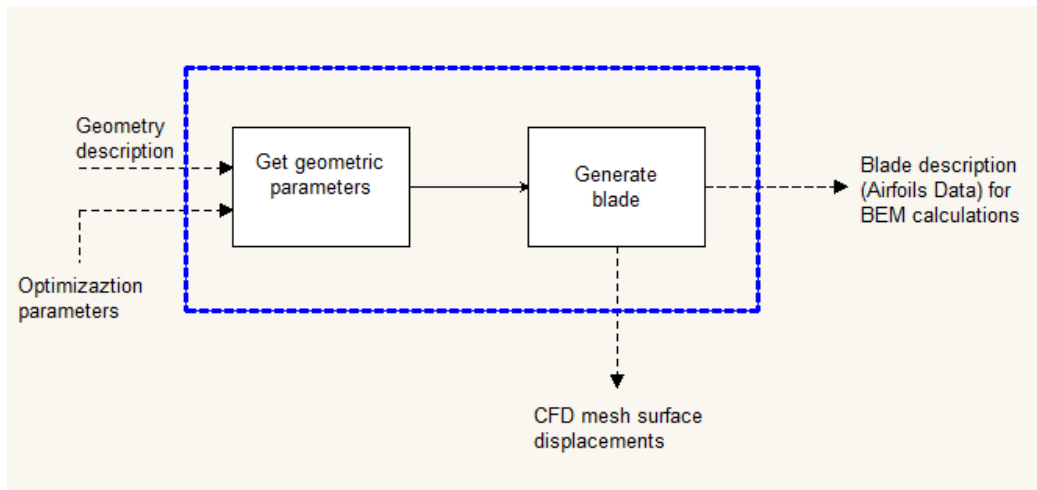 Geometry
description
Get geometric
parameters
Generate
blade
Blade description
(Airfoils Data) for
BEM calculations
Optimizaztion
parameters
CFD mesh surface
displacements